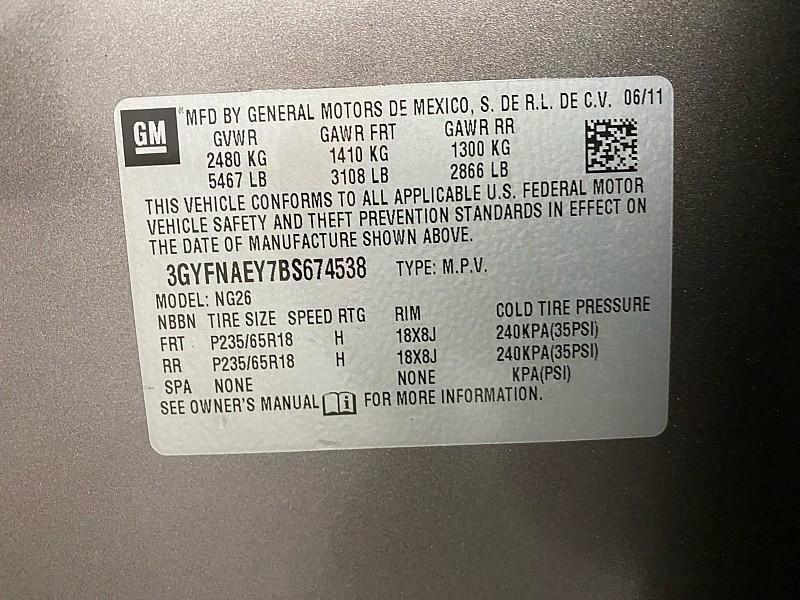 GM MFD BY GENERAL MOTORS DE MEXICO, S. DE R.L. DE C.V. 06/11
GVWR GAWR FRT GAWR RR
2480 KG 1410 KG 1300 KG
5467 LB 3108 LB 2866 LB
THIS VEHICLE CONFORMS TO ALL APPLICABLE U.S. FEDERAL MOTOR
VEHICLE SAFETY AND THEFT PREVENTION STANDARDS IN EFFECT ON
THE DATE OF MANUFACTURE SHOWN ABOVE.
3GYFNAEY7BS674538 TYPE: M.P.V.
MODEL: NG26
NBBN TIRE SIZE SPEED RTG RIM COLD TIRE PRESSURE
FRT P235/65R18 H 18X8J 240KPA(35PSI)
RR P235/65R18 H 18X8J 240KPA(35PSI)
SPA NONE NONE KPA(PSI)
SEE OWNER'S MANUAL FOR MORE INFORMATION.